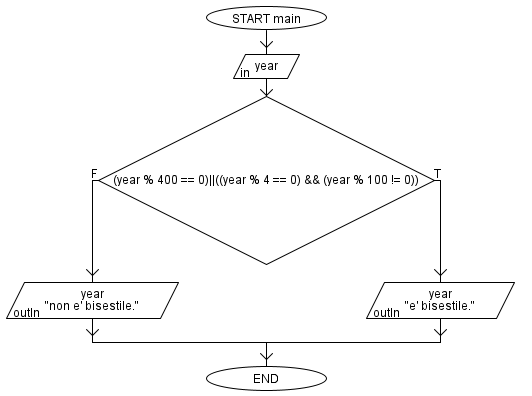 START main
year
in
F
T
(year % 400 == 0)||((year % 4 == 0) && (year % 100 != 0))
year
"non e' bisestile."
outln
year
"e' bisestile."
outln
END